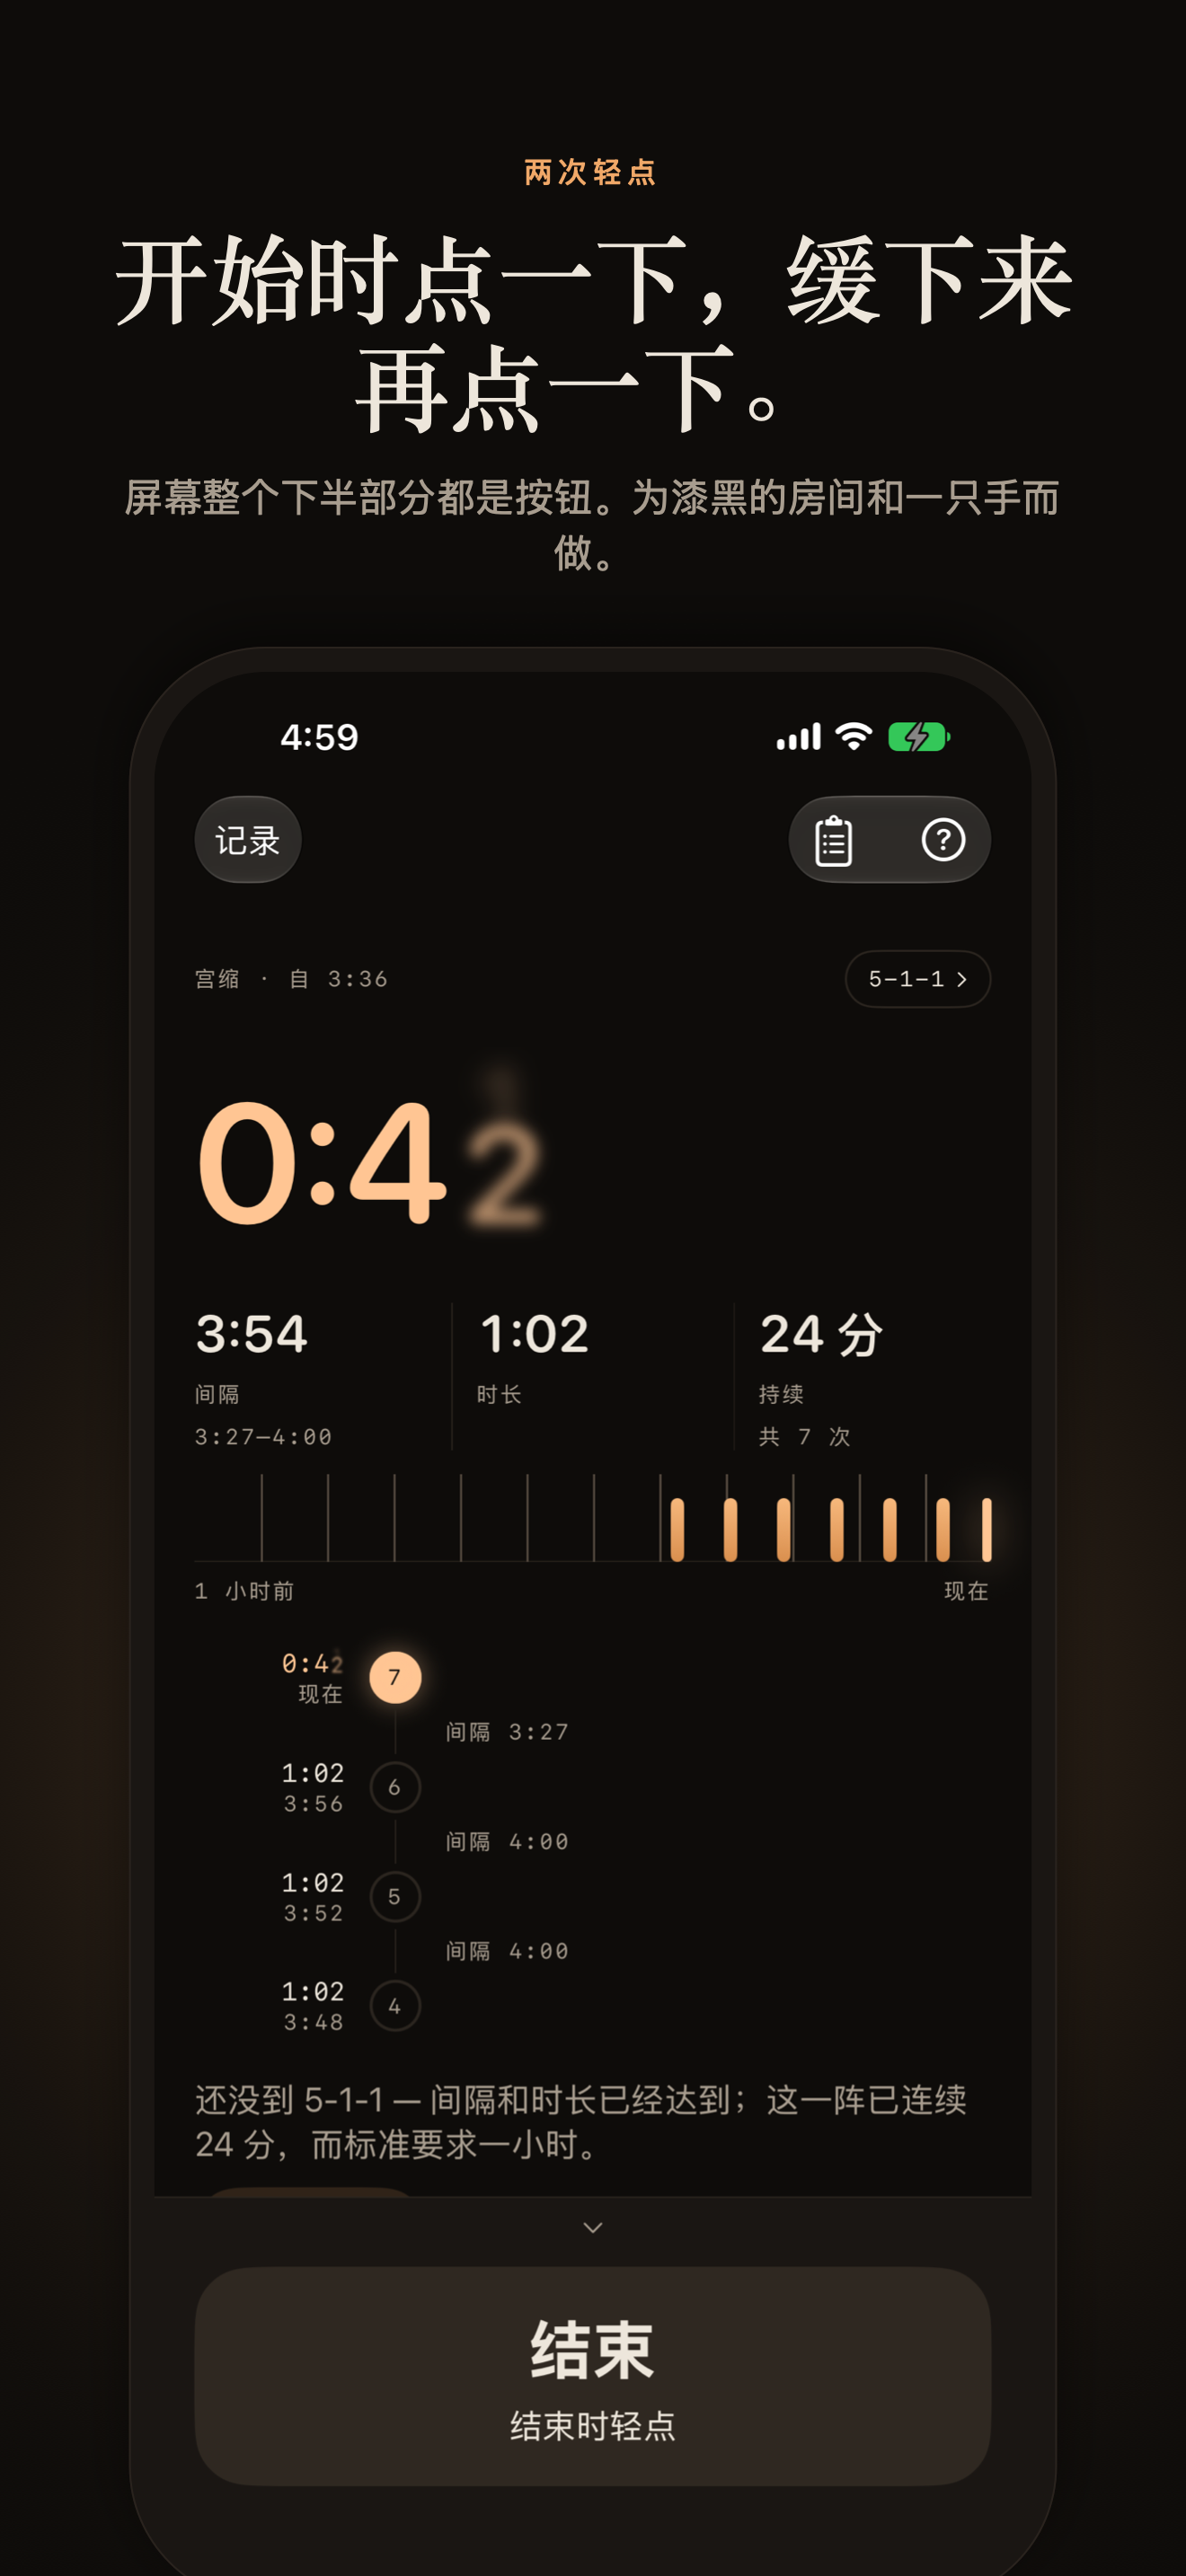 两次轻点
开始时点一下，缓下来
再点一下。
屏幕整个下半部分都是按钮。为漆黑的房间和一只手而
做。
4:59
记录
宫缩 · 自 3:36
5-1-1
0:42
3:54
间隔
3:27—4:00
1:02
时长
24 分
持续
共 7 次
1 小时前
现在
0:42
现在
7
间隔 3:27
1:02
3:56
6
间隔 4:00
1:02
3:52
5
间隔 4:00
1:02
3:48
4
还没到 5-1-1 — 间隔和时长已经达到；这一阵已连续
24 分，而标准要求一小时。
结束
结束时轻点